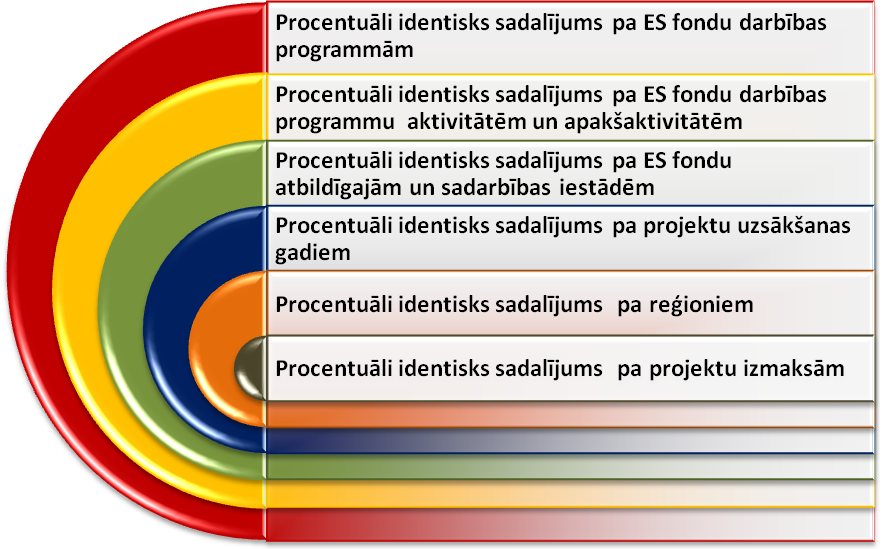 Procentuāli identisks sadalījums pa ES fondu darbības
programmām
Procentuāli identisks sadalījums pa ES fondu darbības
programmu aktivitātēm un apakšaktivitātēm
Procentuāli identisks sadalījums pa ES fondu
atbildīgajām un sadarbības iestādēm
Procentuāli identisks sadalījums pa projektu uzsākšanas
gadiem
Procentuāli identisks sadalījums pa reģioniem
Procentuāli identisks sadalījums pa projektu izmaksām